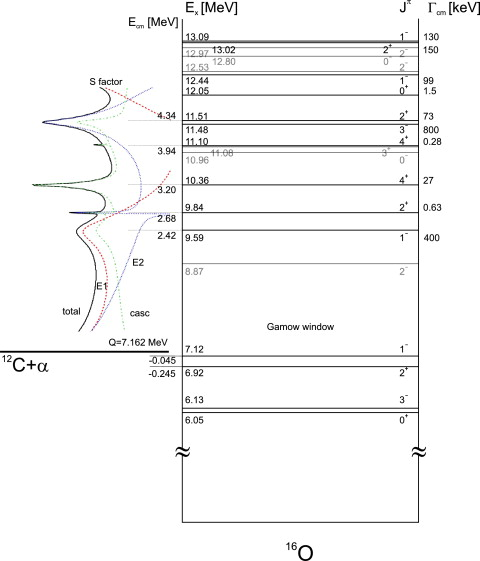 E_cm [MeV] E_x [MeV] J^π Γ_cm [keV]
13.09 1^- 130
13.02 2^+ 150
12.97 2^-
12.80 0^-
12.53 2^-
S factor 12.44 1^- 99
12.05 0^+ 1.5
4.34 11.51 2^+ 73
11.48 3^- 800
11.10 4^+ 0.28
3.94 11.08 3^+
10.96 0^-
10.36 4^+ 27
3.20
9.84 2^+ 0.63
2.68
2.42 9.59 1^- 400
E2 8.87 2^-
E1
total casc
Gamow window
Q=7.162 MeV 7.12 1^-
^12C+α -0.045
-0.245 6.92 2^+
6.13 3^-
6.05 0^+
≈ ≈
^16O